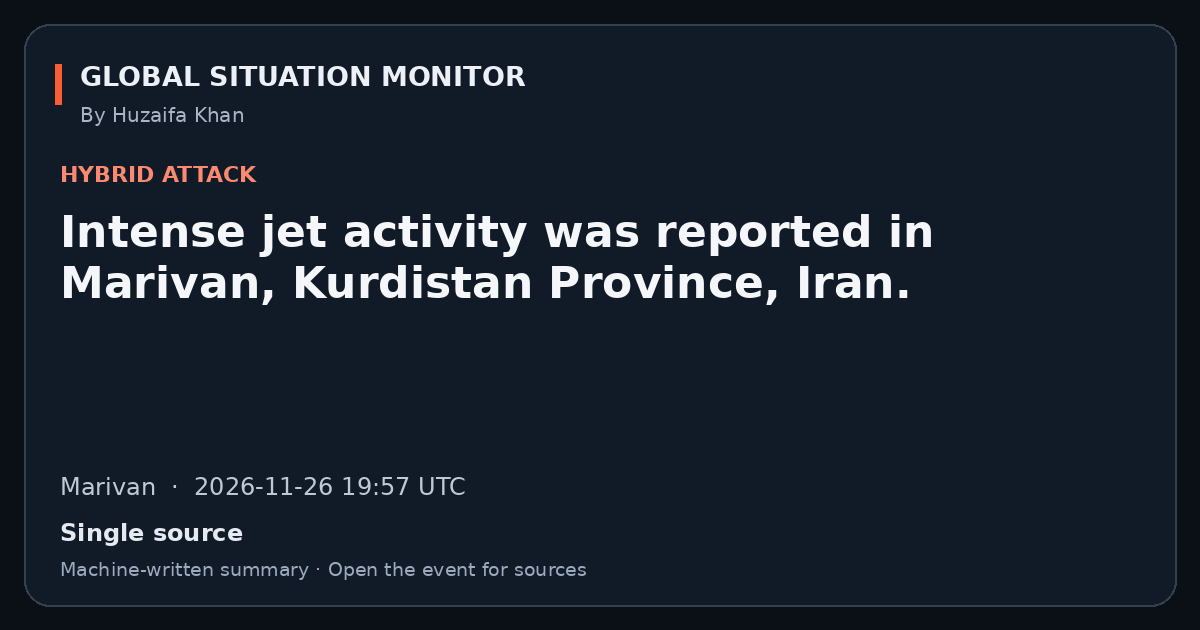 GLOBAL SITUATION MONITOR
By Huzaifa Khan
HYBRID ATTACK
Intense jet activity was reported in
Marivan, Kurdistan Province, Iran.
Marivan · 2026-11-26 19:57 UTC
Single source
Machine-written summary · Open the event for sources